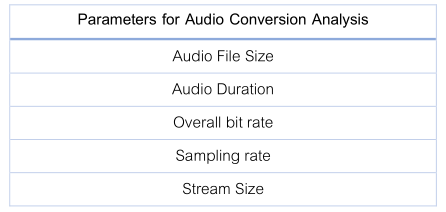 Parameters for Audio Conversion Analysis
Audio File Size
Audio Duration
Overall bit rate
Sampling rate
Stream Size